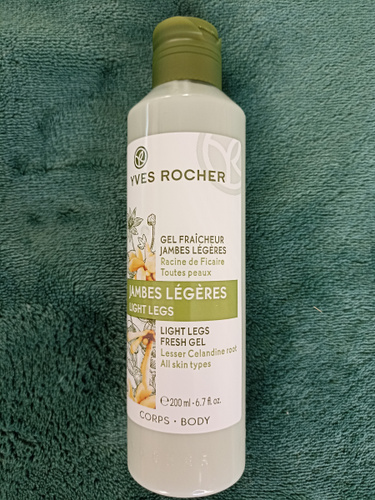 YVES ROCHER
GEL FRAÎCHEUR
JAMBES LÉGÈRES
Racine de Ficaire
Toutes peaux
JAMBES LÉGÈRES
LIGHT LEGS
LIGHT LEGS
FRESH GEL
Lesser Celandine root
All skin types
℮ 200 ml - 6.7 fl. oz.
CORPS • BODY